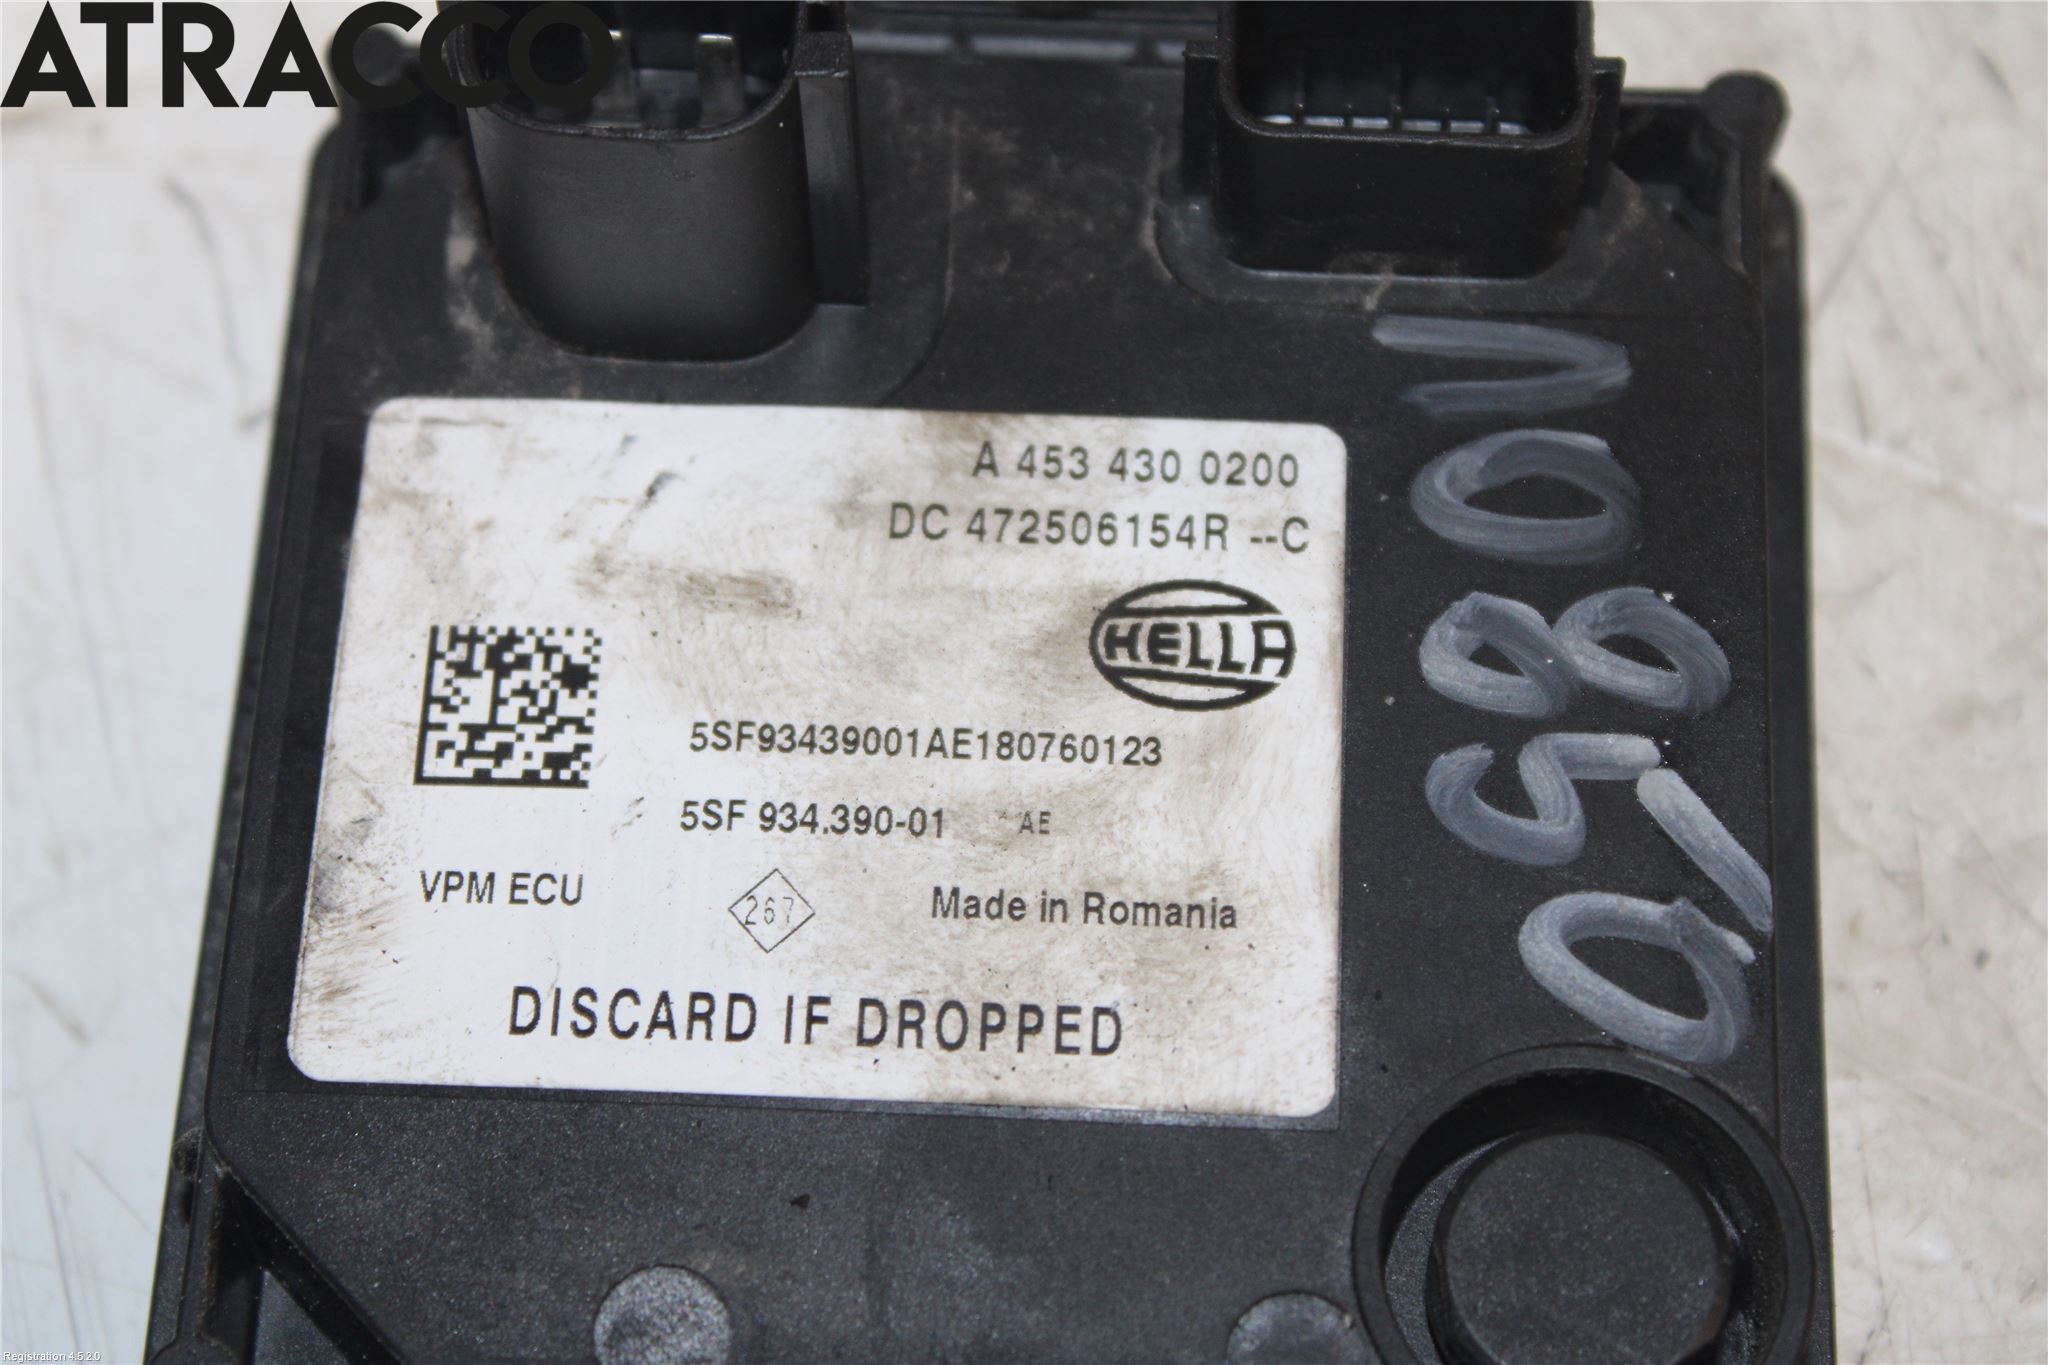 ATRACCO
A 453 430 0200
DC 472506154R --C
HELLA
5SF93439001AE180760123
5SF 934.390-01 AE
VPM ECU
267
Made in Romania
DISCARD IF DROPPED
Registration 4.5.2.0